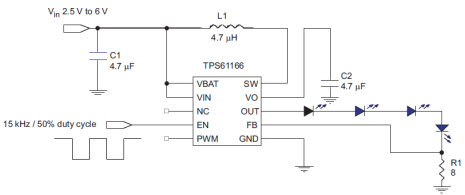 Vin 2.5 V to 6 V
L1
4.7 µH
C1
4.7 µF
TPS61166
C2
4.7 µF
VBAT SW
VIN VO
NC OUT
15 kHz / 50% duty cycle
EN FB
PWM GND
R1
8